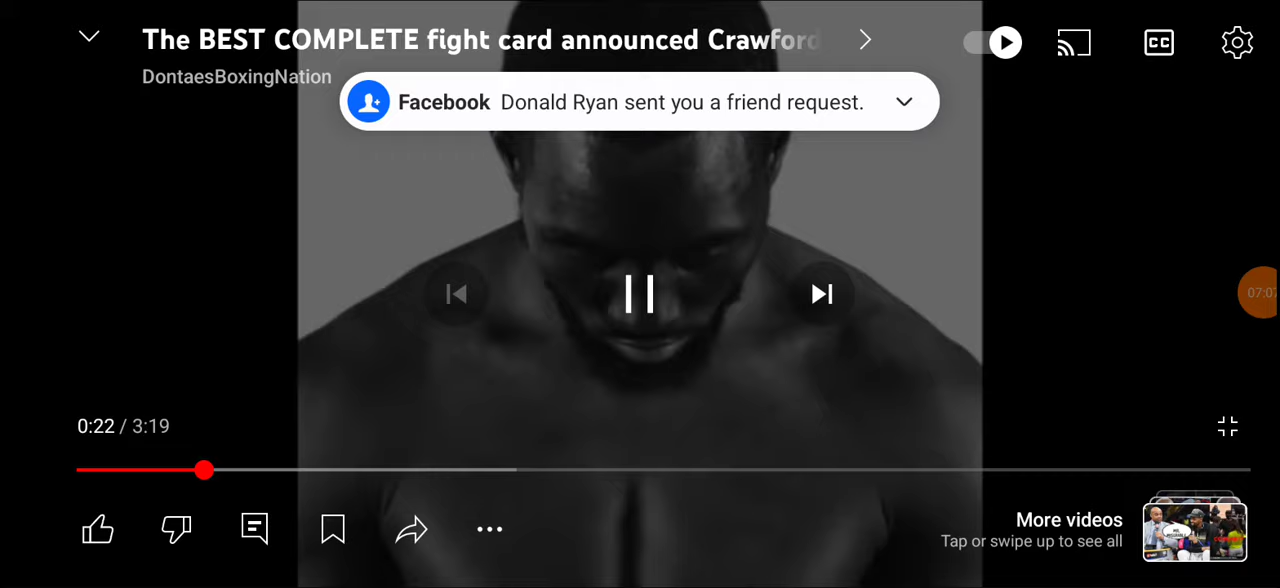 The BEST COMPLETE fight card announced Crawford
DontaesBoxingNation
Facebook Donald Ryan sent you a friend request.
CC
0:22 / 3:19
More videos
Tap or swipe up to see all